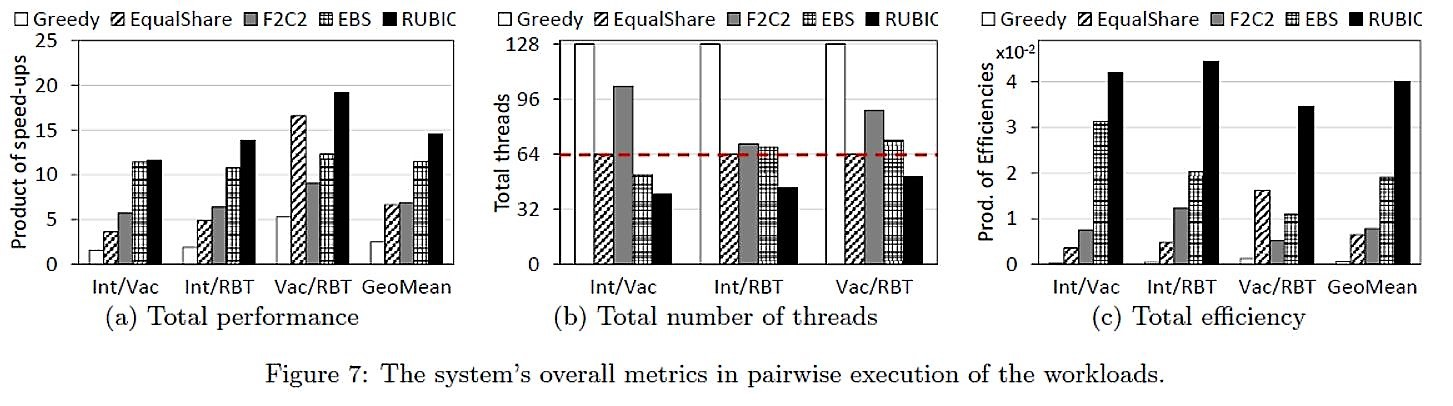 Greedy EqualShare F2C2 EBS RUBIC
Product of speed-ups
25
20
15
10
5
0
Int/Vac Int/RBT Vac/RBT GeoMean
(a) Total performance
Greedy EqualShare F2C2 EBS RUBIC
Total threads
128
96
64
32
0
Int/Vac Int/RBT Vac/RBT
(b) Total number of threads
Greedy EqualShare F2C2 EBS RUBIC
x10-2
Prod. of Efficiencies
4
3
2
1
0
Int/Vac Int/RBT Vac/RBT GeoMean
(c) Total efficiency
Figure 7: The system's overall metrics in pairwise execution of the workloads.